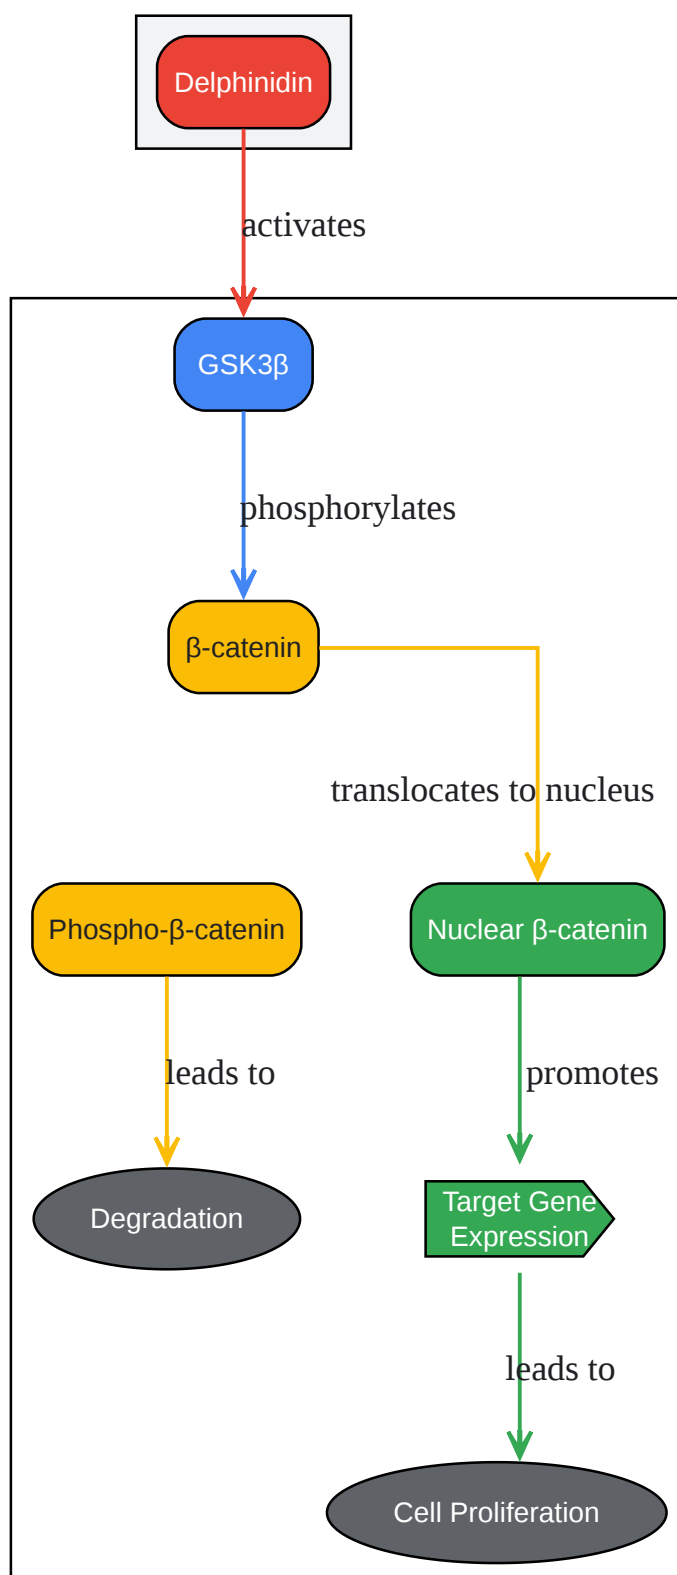 Delphinidin
activates
GSK3β
phosphorylates
β-catenin
translocates to nucleus
Phospho-β-catenin
Nuclear β-catenin
leads to
promotes
Degradation
Target Gene
Expression
leads to
Cell Proliferation